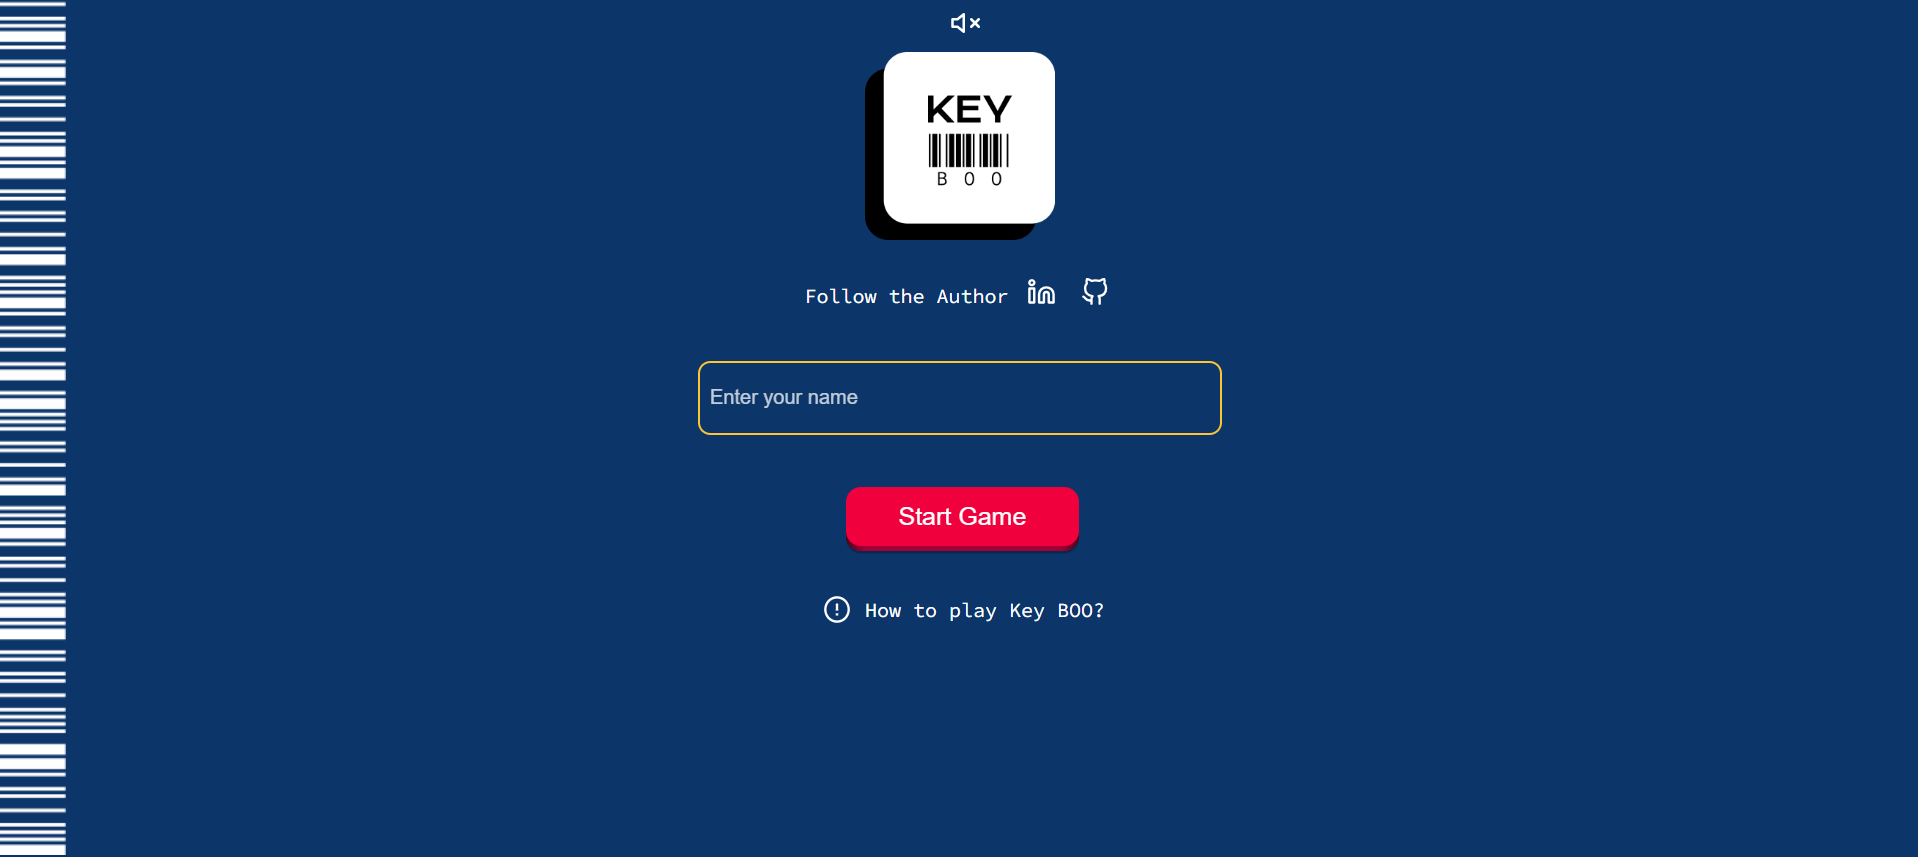 KEY
B O O
Follow the Author
Enter your name
Start Game
How to play Key BOO?